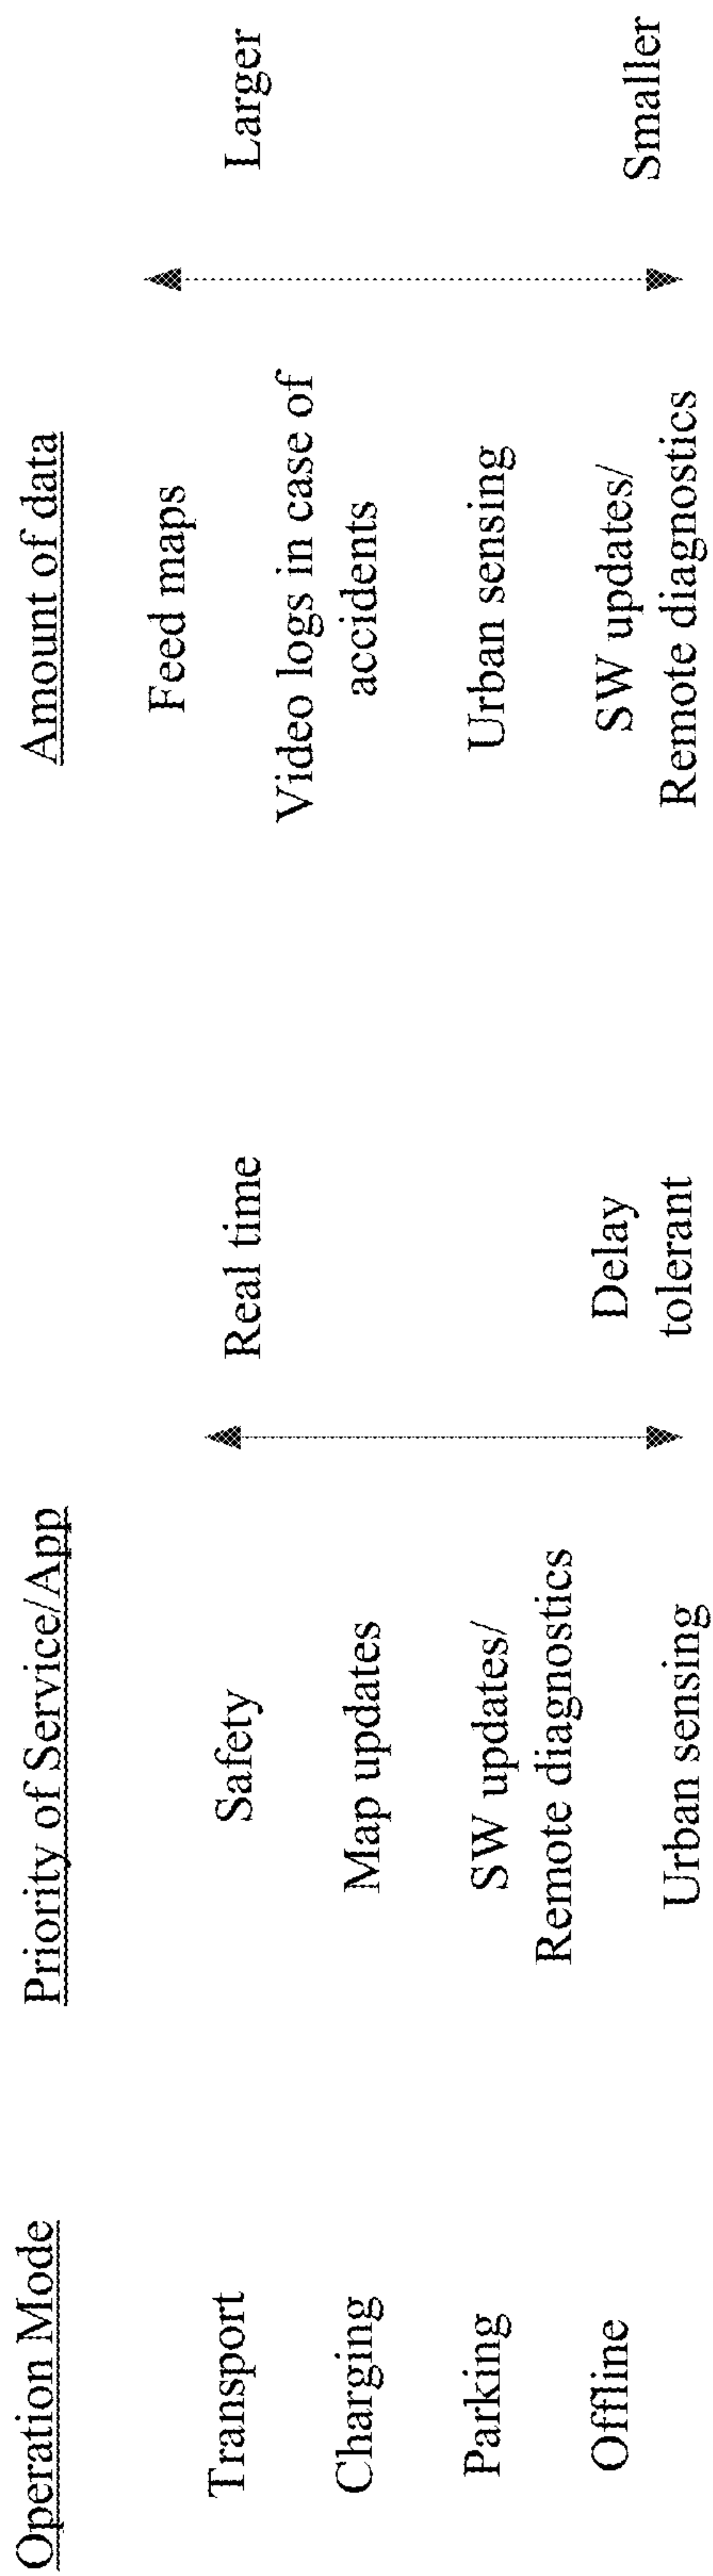 Operation Mode
Transport
Charging
Parking
Offline
Priority of Service/App
Safety
Map updates
SW updates/
Remote diagnostics
Urban sensing
Real time
Delay
tolerant
Amount of data
Feed maps
Video logs in case of
accidents
Urban sensing
SW updates/
Remote diagnostics
Larger
Smaller